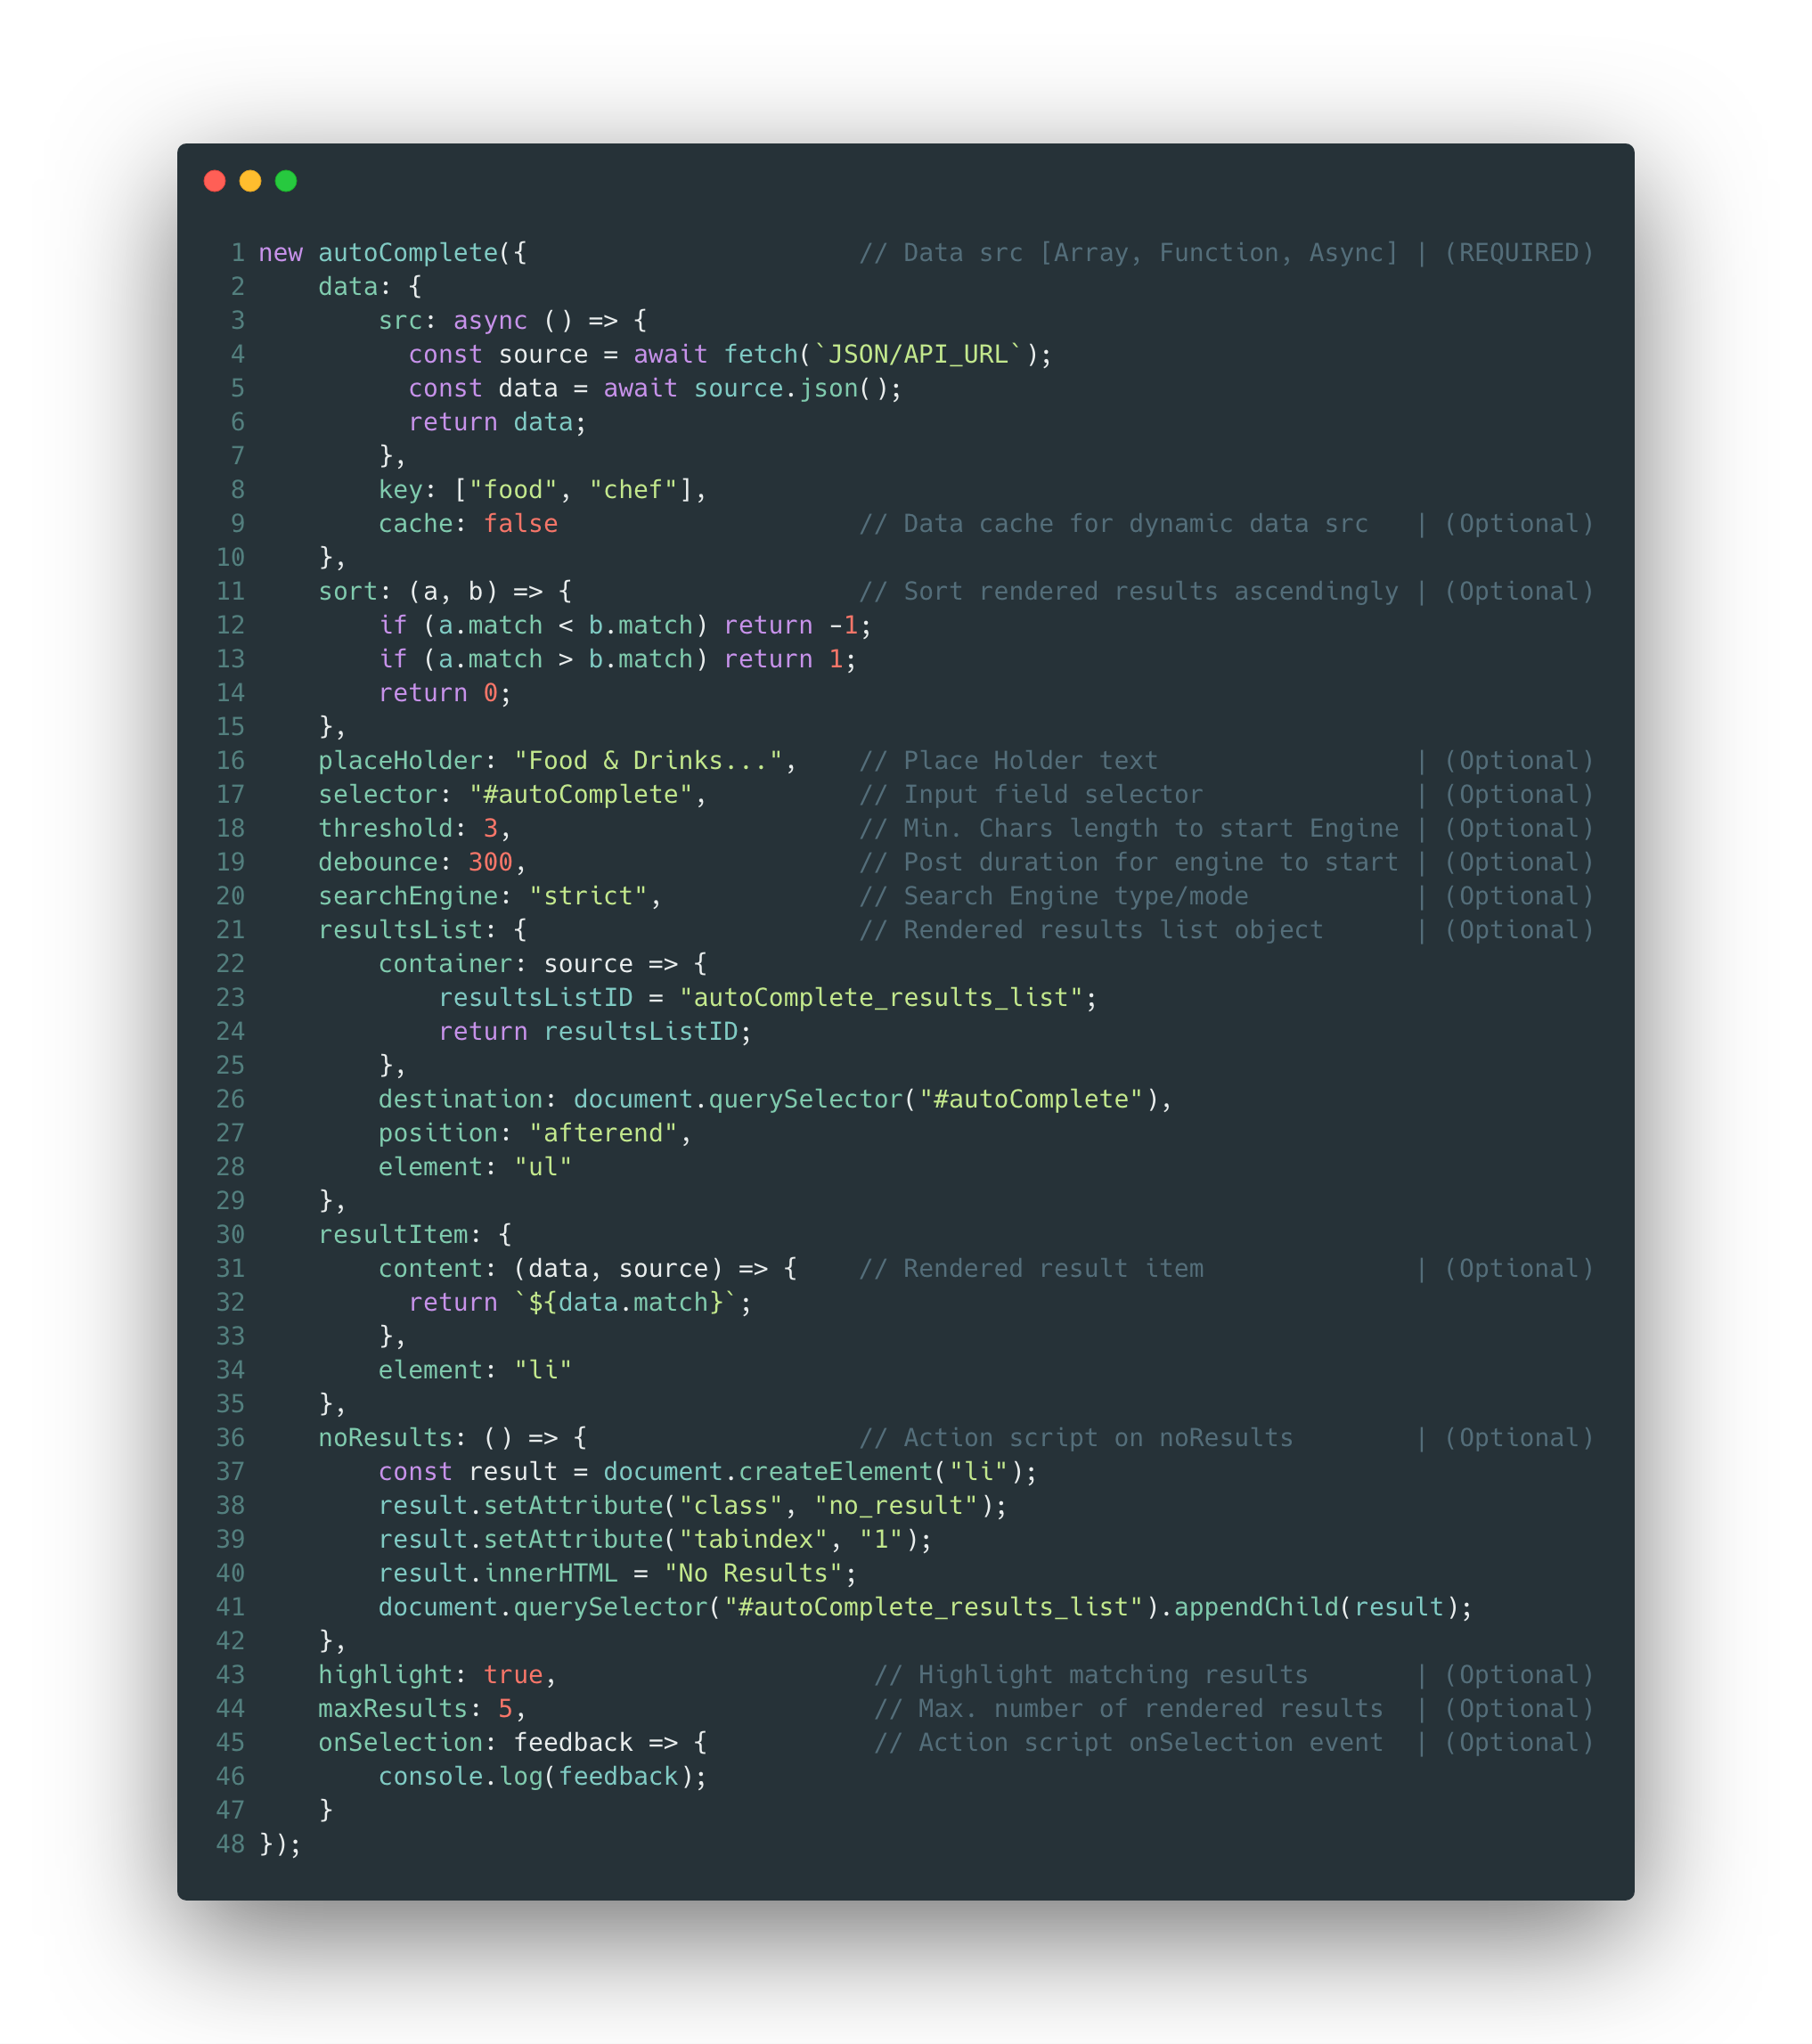 1 new autoComplete({                      // Data src [Array, Function, Async] | (REQUIRED)
2     data: {
3         src: async () => {
4           const source = await fetch(`JSON/API_URL`);
5           const data = await source.json();
6           return data;
7         },
8         key: ["food", "chef"],
9         cache: false                    // Data cache for dynamic data src   | (Optional)
10     },
11     sort: (a, b) => {                   // Sort rendered results ascendingly | (Optional)
12         if (a.match < b.match) return -1;
13         if (a.match > b.match) return 1;
14         return 0;
15     },
16     placeHolder: "Food & Drinks...",    // Place Holder text                 | (Optional)
17     selector: "#autoComplete",          // Input field selector              | (Optional)
18     threshold: 3,                       // Min. Chars length to start Engine | (Optional)
19     debounce: 300,                      // Post duration for engine to start | (Optional)
20     searchEngine: "strict",             // Search Engine type/mode           | (Optional)
21     resultsList: {                      // Rendered results list object      | (Optional)
22         container: source => {
23             resultsListID = "autoComplete_results_list";
24             return resultsListID;
25         },
26         destination: document.querySelector("#autoComplete"),
27         position: "afterend",
28         element: "ul"
29     },
30     resultItem: {
31         content: (data, source) => {    // Rendered result item              | (Optional)
32           return `${data.match}`;
33         },
34         element: "li"
35     },
36     noResults: () => {                  // Action script on noResults        | (Optional)
37         const result = document.createElement("li");
38         result.setAttribute("class", "no_result");
39         result.setAttribute("tabindex", "1");
40         result.innerHTML = "No Results";
41         document.querySelector("#autoComplete_results_list").appendChild(result);
42     },
43     highlight: true,                     // Highlight matching results       | (Optional)
44     maxResults: 5,                       // Max. number of rendered results  | (Optional)
45     onSelection: feedback => {           // Action script onSelection event  | (Optional)
46         console.log(feedback);
47     }
48 });